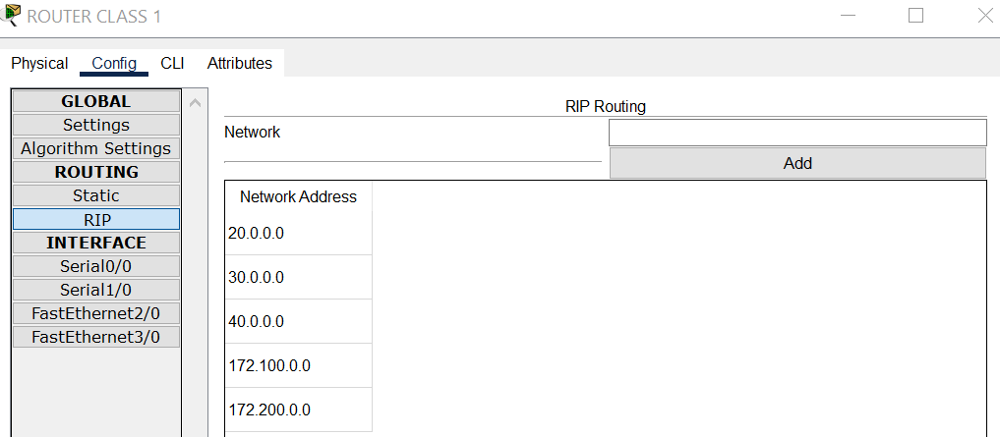 ROUTER CLASS 1
Physical Config CLI Attributes
GLOBAL
Settings
Algorithm Settings
ROUTING
Static
RIP
INTERFACE
Serial0/0
Serial1/0
FastEthernet2/0
FastEthernet3/0
RIP Routing
Network
Add
Network Address
20.0.0.0
30.0.0.0
40.0.0.0
172.100.0.0
172.200.0.0